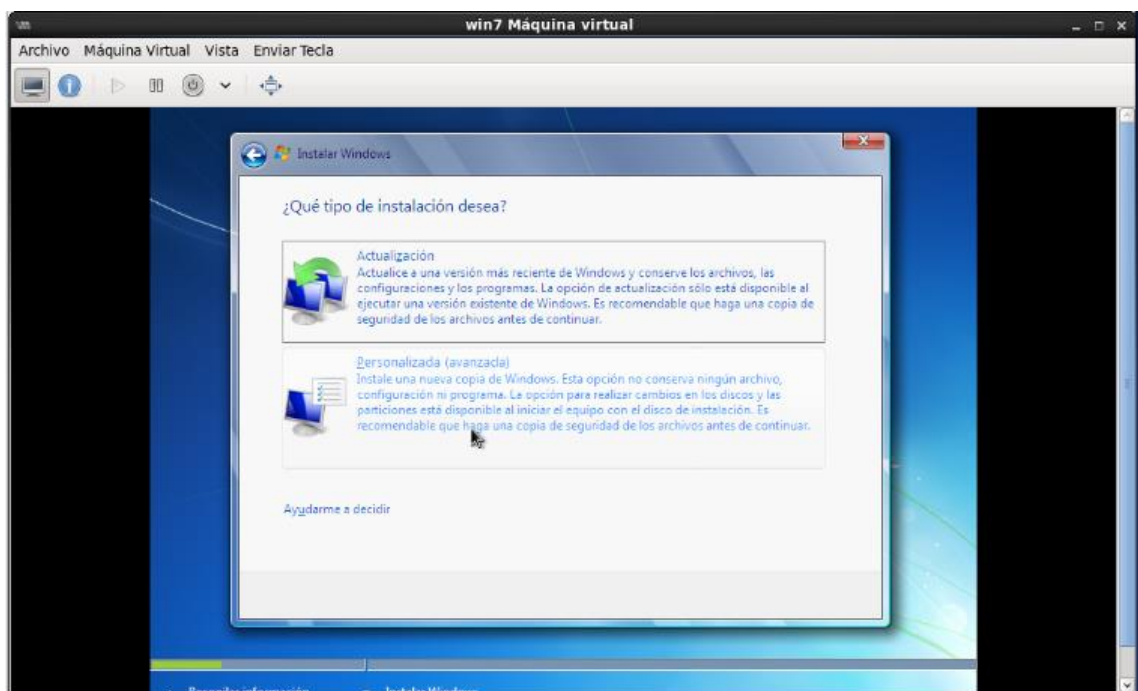 win7 Máquina virtual
Archivo Máquina Virtual Vista Enviar Tecla
Instalar Windows
¿Qué tipo de instalación desea?
Actualización
Actualice a una versión más reciente de Windows y conserve los archivos, las
configuraciones y los programas. La opción de actualización sólo está disponible al
ejecutar una versión existente de Windows. Es recomendable que haga una copia de
seguridad de los archivos antes de continuar.
Personalizada (avanzada)
Instale una nueva copia de Windows. Esta opción no conserva ningún archivo,
configuración ni programa. La opción para realizar cambios en los discos y las
particiones está disponible al iniciar el equipo con el disco de instalación. Es
recomendable que haga una copia de seguridad de los archivos antes de continuar.
Ayudarme a decidir
Recopilar información Instalar Windows